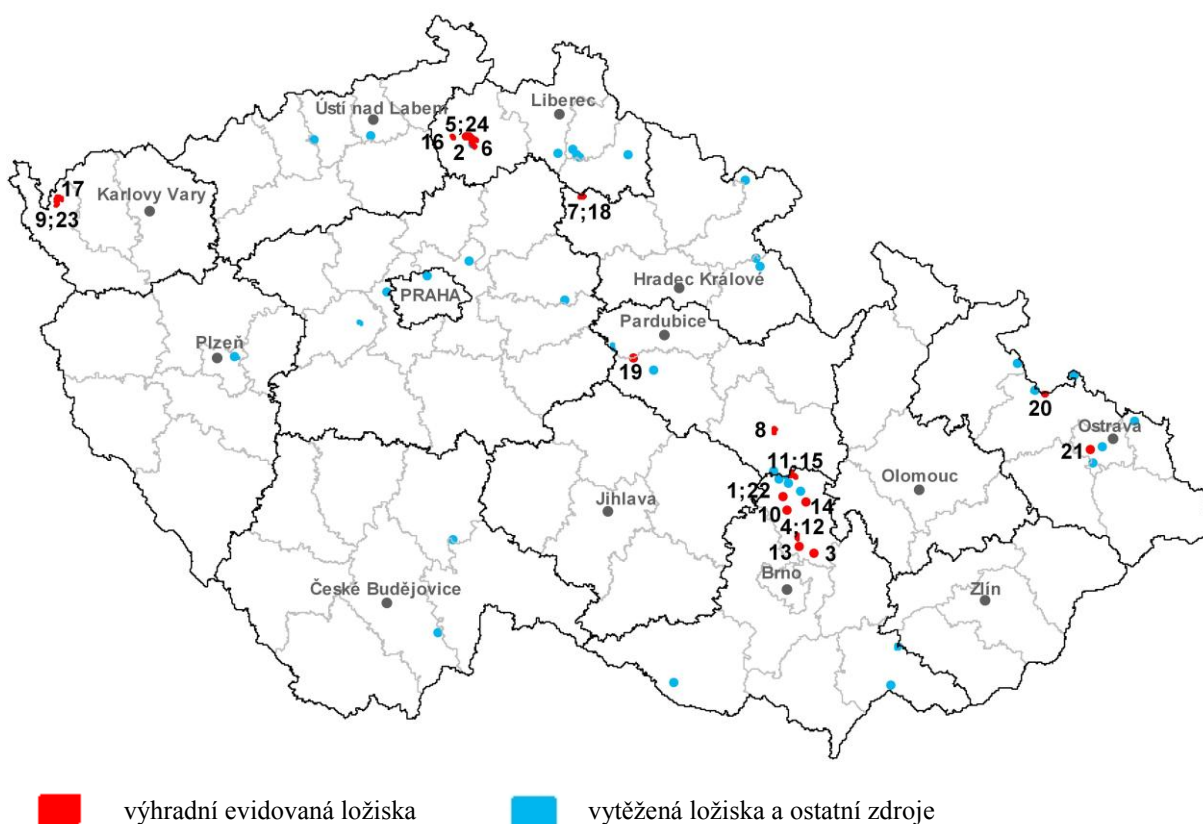 Ústí nad Labem
Liberec
5;24
16
2
6
17
Karlovy Vary
9;23
7;18
Hradec Králové
PRAHA
Pardubice
Plzeň
19
20
8
Ostrava
21
11;15
Olomouc
1;22
Jihlava
14
10
4;12
13
3
Brno
České Budějovice
Zlín
výhradní evidovaná ložiska
vytěžená ložiska a ostatní zdroje